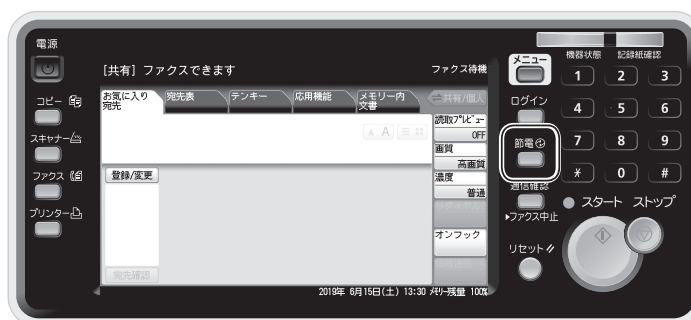 電源
コピー
スキャナー
ファクス
プリンター
[共有] ファクスできます
ファクス待機
お気に入り
宛先
宛先表
テンキー
応用機能
メモリー内
文書
共有/個人
A A
読取プレビュー
OFF
画質
高画質
濃度
普通
登録/変更
オンフック
宛先確認
2019年 6月15日(土) 13:30 メモリー残量 100%
メニュー
機器状態
記録紙確認
ログイン
節電
通信確認
▶ファクス中止
リセット
1 2 3
4 5 6
7 8 9
* 0 #
スタート ストップ